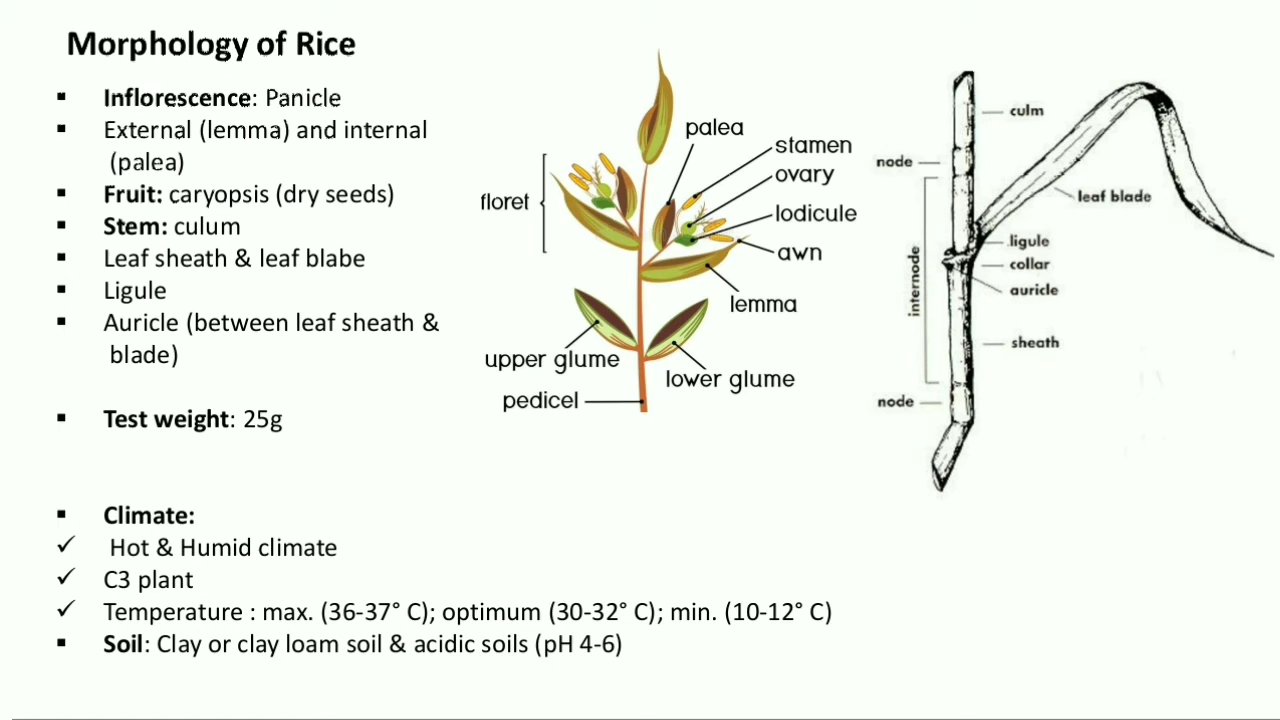 Morphology of Rice
▪ Inflorescence: Panicle
▪ External (lemma) and internal
(palea)
▪ Fruit: caryopsis (dry seeds)
▪ Stem: culum
▪ Leaf sheath & leaf blabe
▪ Ligule
▪ Auricle (between leaf sheath &
blade)
▪ Test weight: 25g
▪ Climate:
✓ Hot & Humid climate
✓ C3 plant
✓ Temperature : max. (36-37° C); optimum (30-32° C); min. (10-12° C)
▪ Soil: Clay or clay loam soil & acidic soils (pH 4-6)
palea
stamen
ovary
floret
lodicule
awn
lemma
upper glume
lower glume
pedicel
culm
node
leaf blade
ligule
collar
auricle
internode
sheath
node